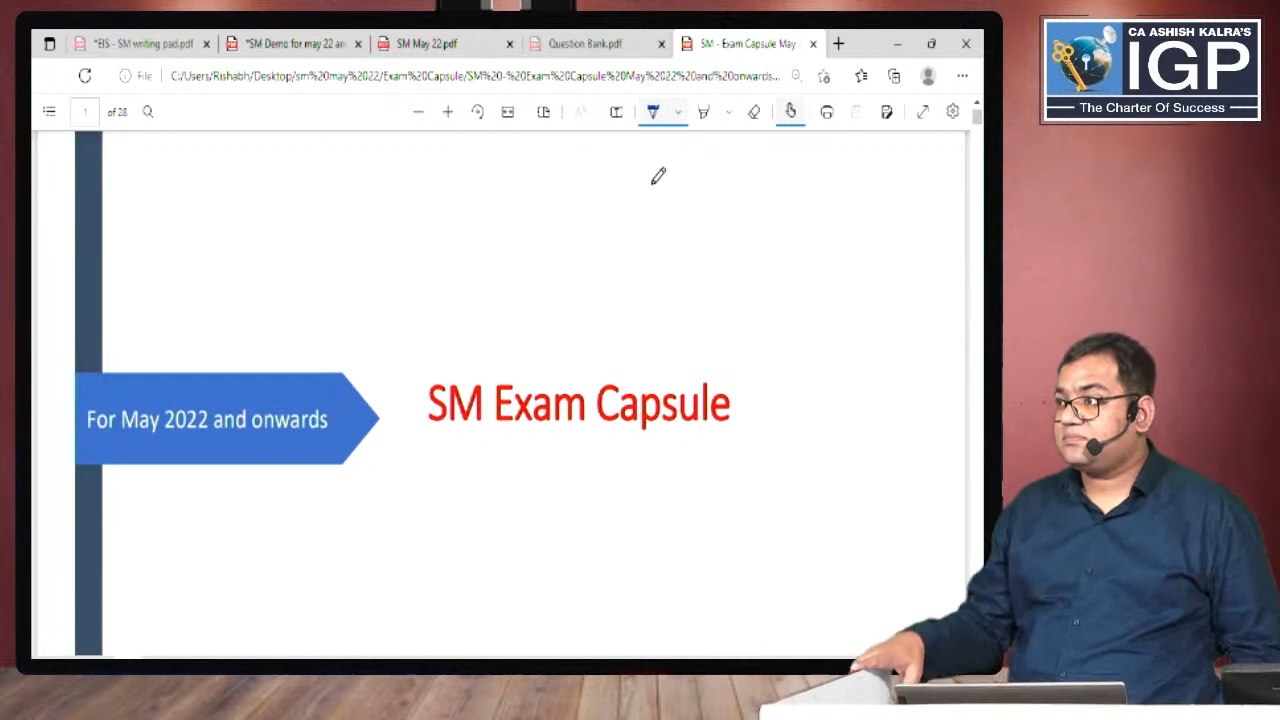 *EIS - SM writing pad.pdf
*SM Demo for may 22 an
SM May 22.pdf
Question Bank.pdf
SM - Exam Capsule May
File
C:/Users/Rishabh/Desktop/sm%20may%2022/Exam%20Capsule/SM%20-%20Exam%20Capsule%20May%2022%20and%20onwards...
1
of 28
CA ASHISH KALRA'S
IGP
The Charter Of Success
For May 2022 and onwards
SM Exam Capsule